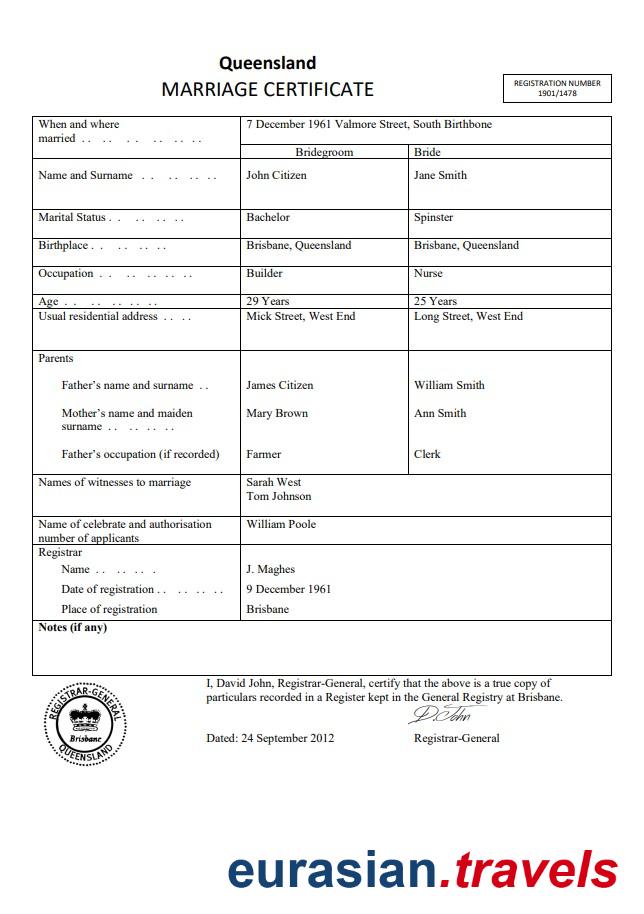 Queensland
MARRIAGE CERTIFICATE
REGISTRATION NUMBER
1901/1478
When and where
married . . . . . . . . . . . .
7 December 1961 Valmore Street, South Birthbone
Bridegroom
Bride
Name and Surname . . . . . . . .
John Citizen
Jane Smith
Marital Status . . . . . . . .
Bachelor
Spinster
Birthplace . . . . . . . .
Brisbane, Queensland
Brisbane, Queensland
Occupation . . . . . . . . . .
Builder
Nurse
Age . . . . . . . . . .
29 Years
25 Years
Usual residential address . . . .
Mick Street, West End
Long Street, West End
Parents
Father’s name and surname . .
James Citizen
William Smith
Mother’s name and maiden
surname . . . . . . . .
Mary Brown
Ann Smith
Father’s occupation (if recorded)
Farmer
Clerk
Names of witnesses to marriage
Sarah West
Tom Johnson
Name of celebrate and authorisation
number of applicants
William Poole
Registrar
Name . . . . . . .
J. Maghes
Date of registration . . . . . . . .
9 December 1961
Place of registration
Brisbane
Notes (if any)
I, David John, Registrar-General, certify that the above is a true copy of
particulars recorded in a Register kept in the General Registry at Brisbane.
D. John
Dated: 24 September 2012
Registrar-General
REGISTRAR-GENERAL
Brisbane
QUEENSLAND
eurasian.travels